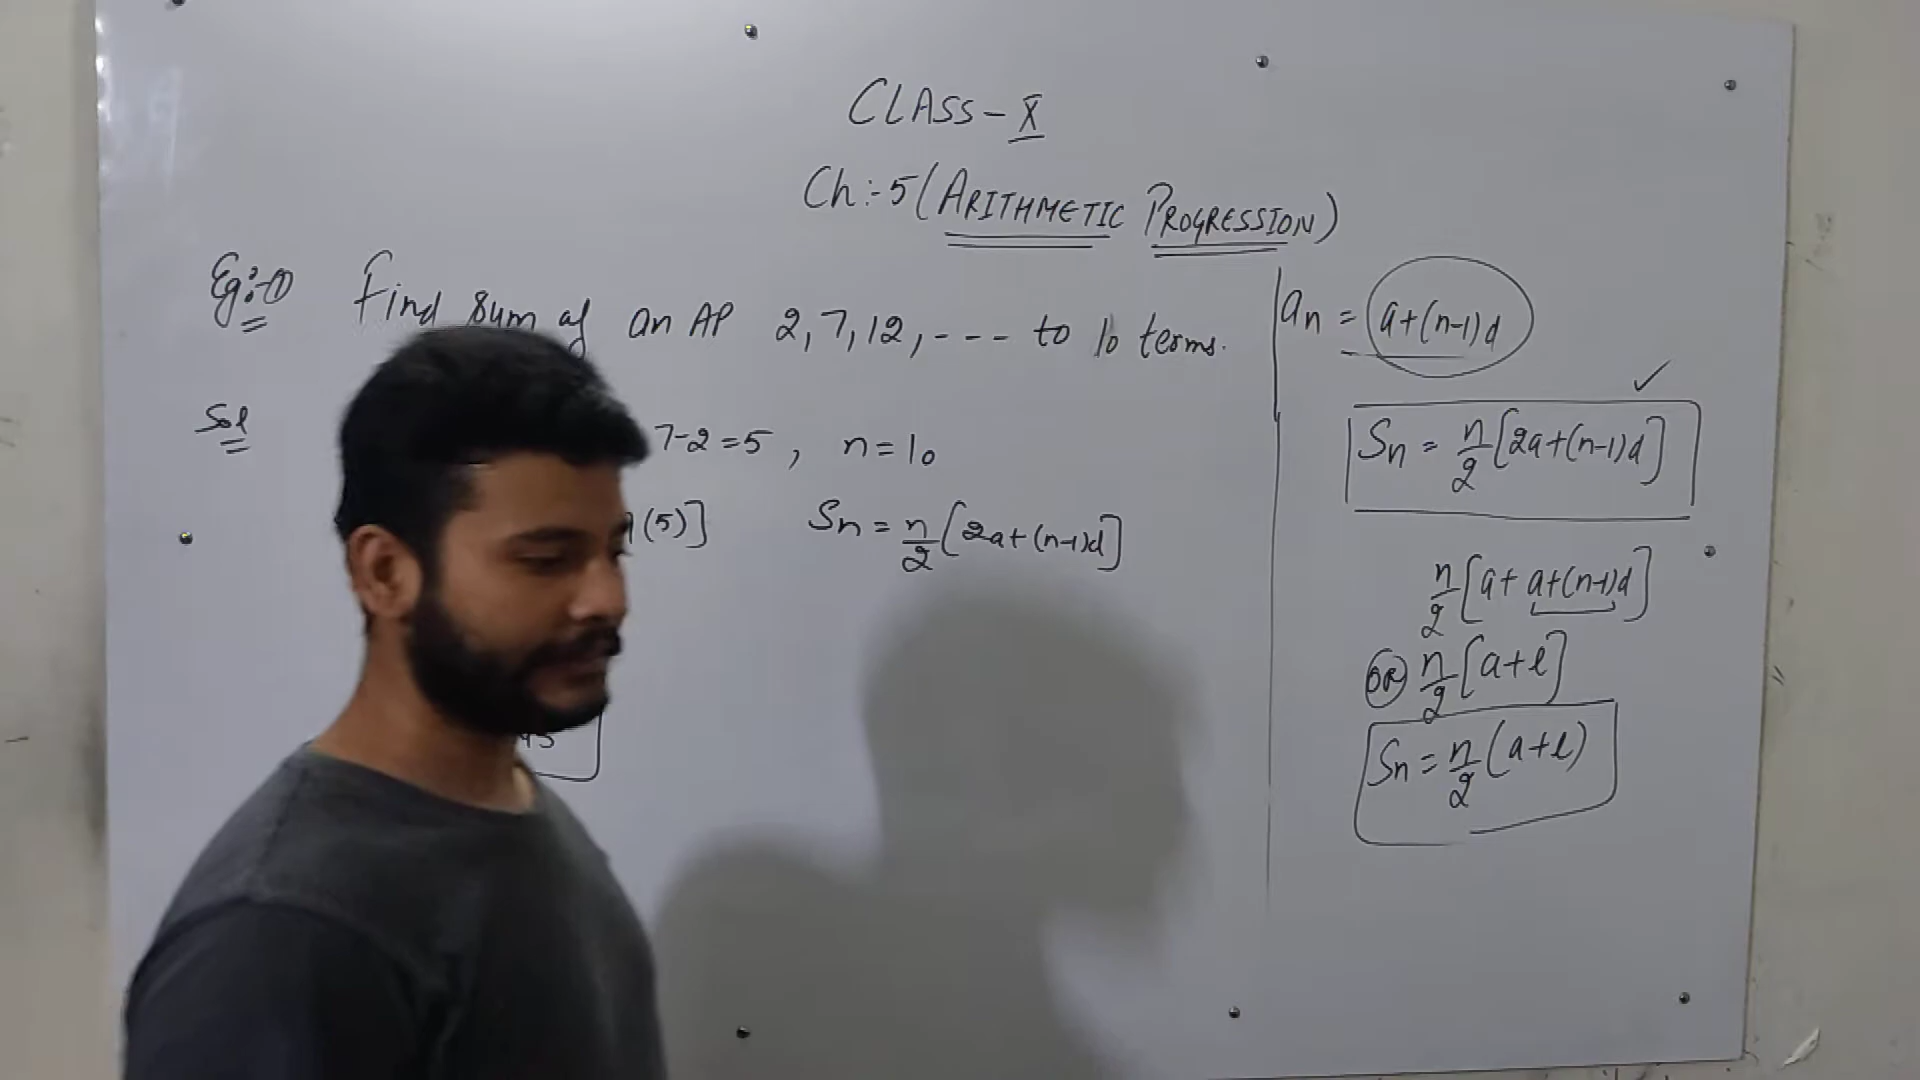 CLASS - X
Ch:- 5 (ARITHMETIC PROGRESSION)
Eg:-① Find sum of an AP 2, 7, 12, - - - - to 10 terms.
Sol
7-2 = 5 , n = 10
(5)]
Sn = n/2 [2a+(n-1)d]
an = a+(n-1)d
✓
Sn = n/2 [2a+(n-1)d]
n/2 [a+ a+(n-1)d]
OR n/2 [a+l]
Sn = n/2 (a+l)